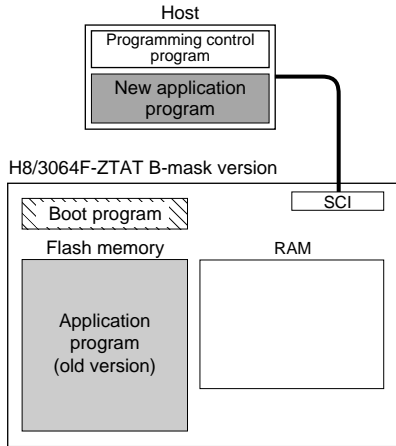 Host
Programming control
program
New application
program
H8/3064F-ZTAT B-mask version
SCI
Boot program
Flash memory
RAM
Application
program
(old version)